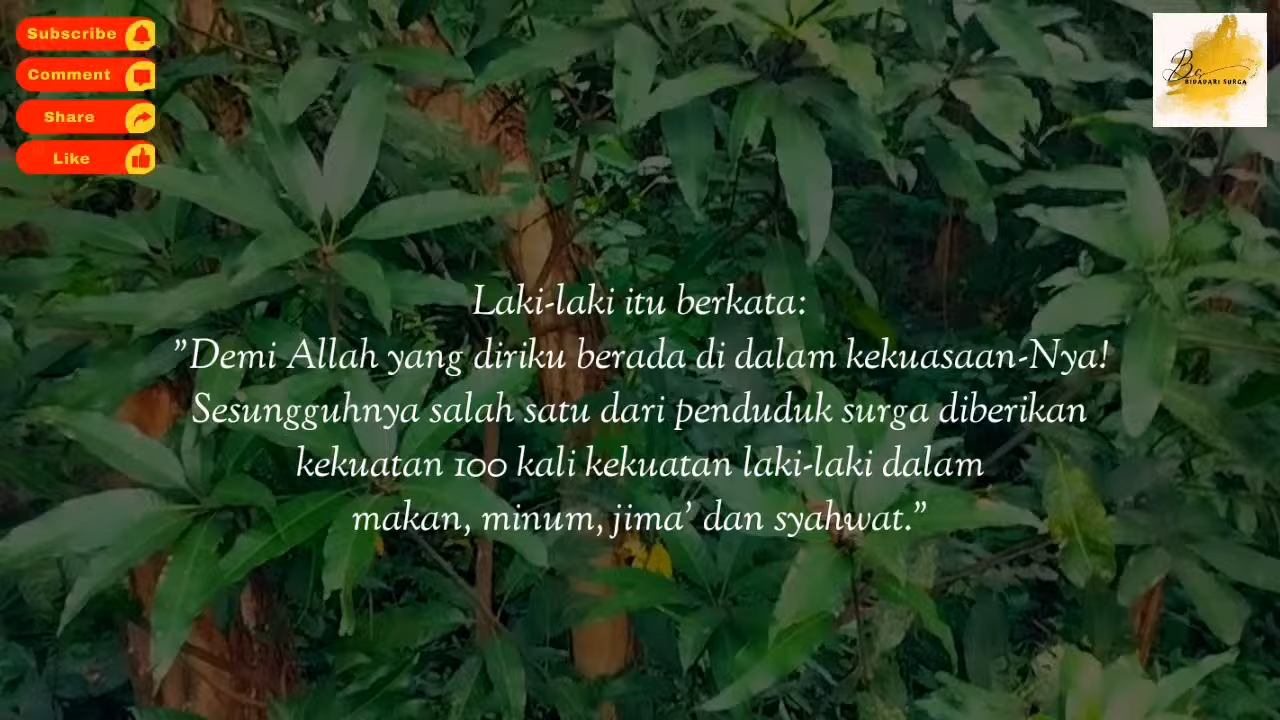 Subscribe
Comment
Share
Like
Be
BIDADARI SURGA
Laki-laki itu berkata:
"Demi Allah yang diriku berada di dalam kekuasaan-Nya!
Sesungguhnya salah satu dari penduduk surga diberikan
kekuatan 100 kali kekuatan laki-laki dalam
makan, minum, jima' dan syahwat."